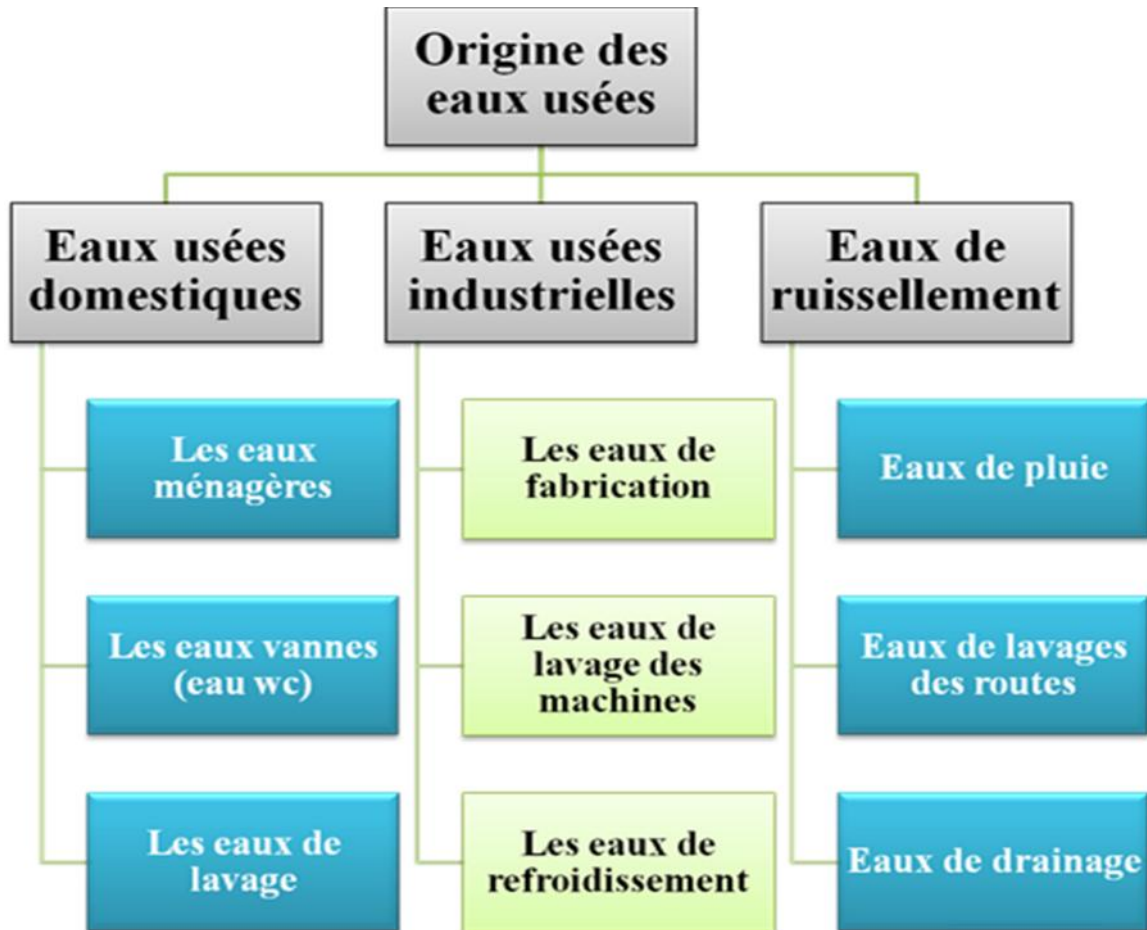 Origine des
eaux usées
Eaux usées
domestiques
Eaux usées
industrielles
Eaux de
ruissellement
Les eaux
ménagères
Les eaux de
fabrication
Eaux de pluie
Les eaux vannes
(eau wc)
Les eaux de
lavage des
machines
Eaux de lavages
des routes
Les eaux de
lavage
Les eaux de
refroidissement
Eaux de drainage